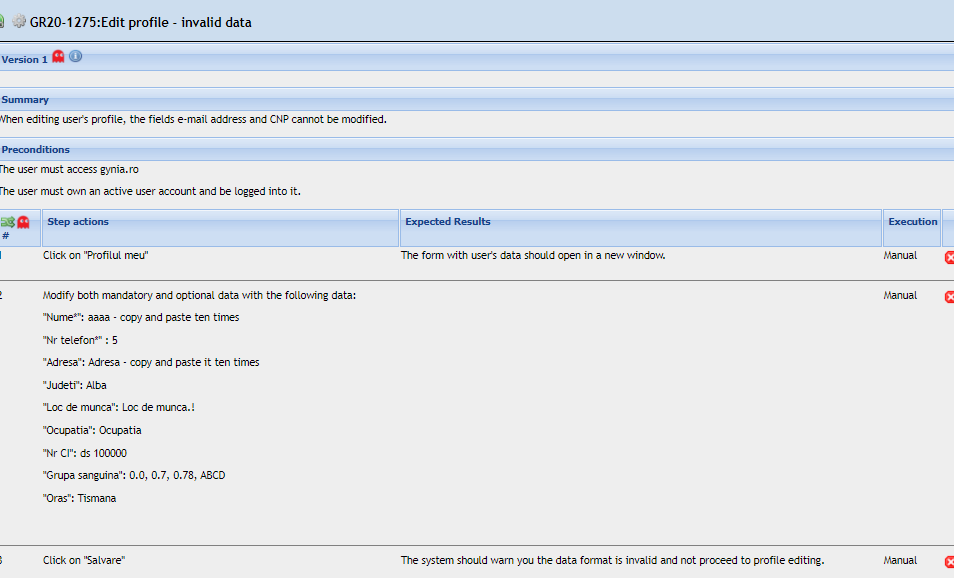 GR20-1275:Edit profile - invalid data
Version 1
Summary
When editing user's profile, the fields e-mail address and CNP cannot be modified.
Preconditions
The user must access gynia.ro
The user must own an active user account and be logged into it.
# Step actions Expected Results Execution
1 Click on "Profilul meu" The form with user's data should open in a new window. Manual
2 Modify both mandatory and optional data with the following data: Manual
"Nume*": aaaa - copy and paste ten times
"Nr telefon*" : 5
"Adresa": Adresa - copy and paste it ten times
"Judeti": Alba
"Loc de munca": Loc de munca.!
"Ocupatia": Ocupatia
"Nr CI": ds 100000
"Grupa sanguina": 0.0, 0.7, 0.78, ABCD
"Oras": Tismana
3 Click on "Salvare" The system should warn you the data format is invalid and not proceed to profile editing. Manual